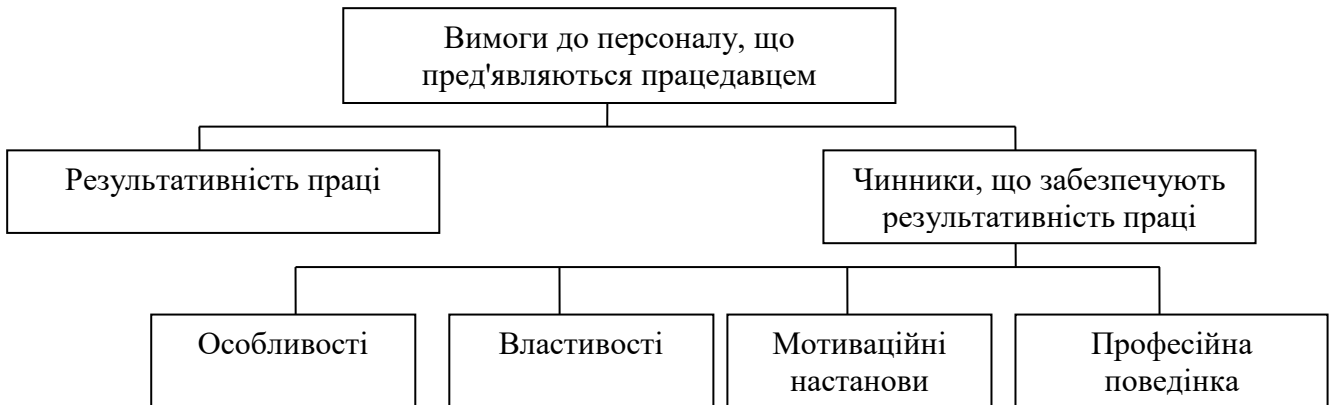 Вимоги до персоналу, що
пред'являються працедавцем
Результативність праці
Чинники, що забезпечують
результативність праці
Особливості
Властивості
Мотиваційні
настанови
Професійна
поведінка